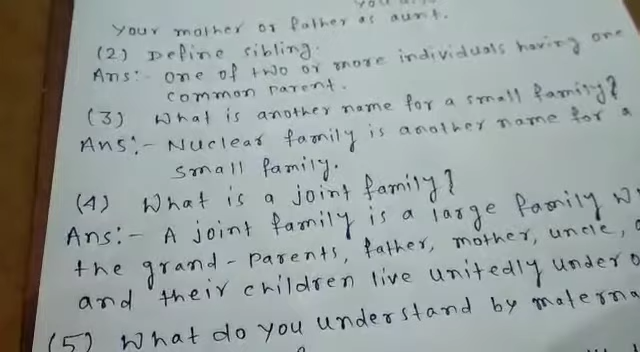 your mother or father as aunt.
(2) Define sibling.
Ans:- one of two or more individuals having one
common parent.
(3) What is another name for a small family?
Ans:- Nuclear family is another name for a
small family.
(4) What is a joint family?
Ans:- A joint family is a large family
the grand-parents, father, mother, uncle,
and their children live unitedly under
(5) What do you understand by